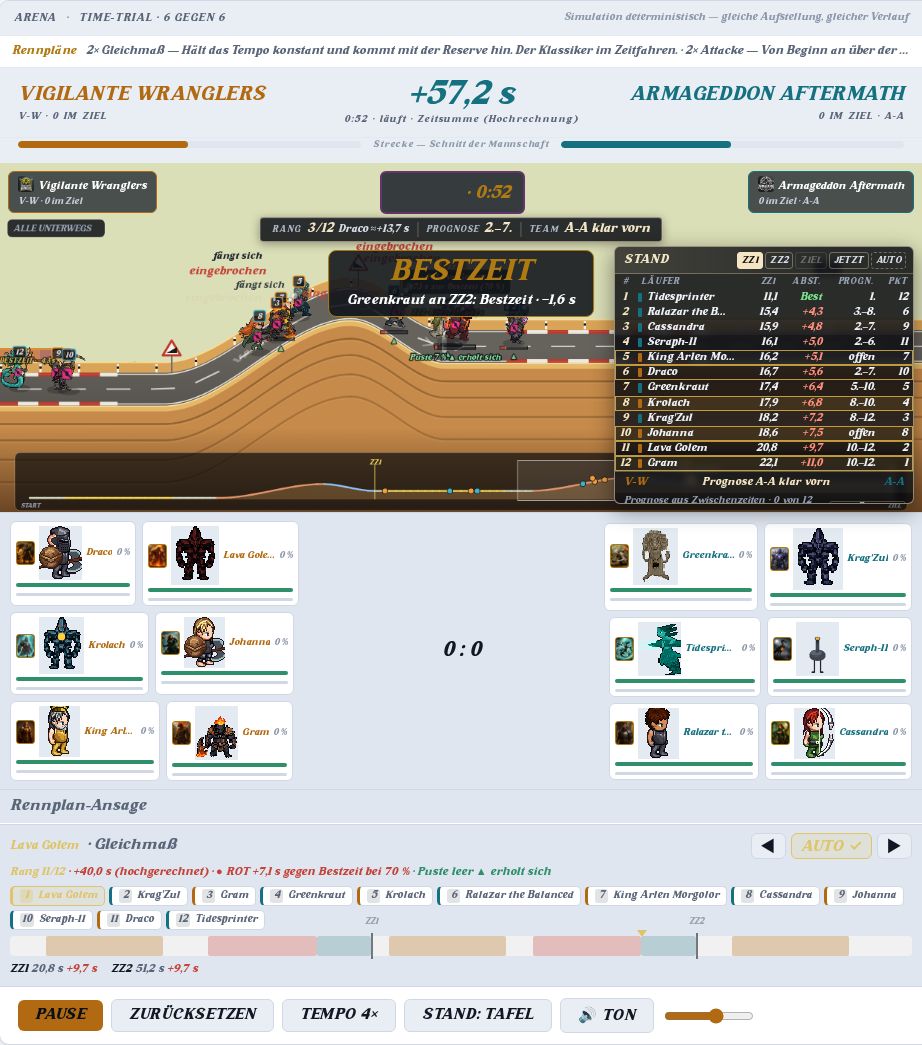 ARENA · TIME-TRIAL · 6 GEGEN 6
Simulation deterministisch — gleiche Aufstellung, gleicher Verlauf
Rennpläne 2× Gleichmaß — Hält das Tempo konstant und kommt mit der Reserve hin. Der Klassiker im Zeitfahren. · 2× Attacke — Von Beginn an über der ...
VIGILANTE WRANGLERS
+57,2 s
ARMAGEDDON AFTERMATH
V-W · 0 IM ZIEL
0:52 · läuft · Zeitsumme (Hochrechnung)
0 IM ZIEL · A-A
Strecke — Schnitt der Mannschaft
Vigilante Wranglers
V-W · 0 im Ziel
· 0:52
Armageddon Aftermath
0 im Ziel · A-A
ALLE UNTERWEGS
RANG 3/12 Draco ≈+13,7 s PROGNOSE 2.–7. TEAM A-A klar vorn
fängt sich
eingebrochen
eingebrochen
fängt sich
BESTZEIT
Greenkraut an ZZ2: Bestzeit · −1,6 s
STAND ZZ1 ZZ2 ZIEL JETZT AUTO
# LÄUFER ZZ1 ABST. PROGN. PKT
1 Tidesprinter 11,1 Best 1. 12
2 Ralazar the B... 15,4 +4,3 3.–8. 6
3 Cassandra 15,9 +4,8 2.–7. 9
4 Seraph-II 16,1 +5,0 2.–6. 11
5 King Arlen Mo... 16,2 +5,1 offen 7
6 Draco 16,7 +5,6 2.–7. 10
7 Greenkraut 17,4 +6,4 5.–10. 5
8 Krolach 17,9 +6,8 8.–10. 4
9 Krag'Zul 18,2 +7,2 8.–12. 3
10 Johanna 18,6 +7,5 offen 8
11 Lava Golem 20,8 +9,7 10.–12. 2
12 Gram 22,1 +11,0 10.–12. 1
V-W Prognose A-A klar vorn A-A
Prognose aus Zwischenzeiten · 0 von 12
ZZ1
START
ZIEL
Draco 0 %
Lava Gole... 0 %
Greenkra... 0 %
Krag'Zul 0 %
Krolach 0 %
Johanna 0 %
0 : 0
Tidespri... 0 %
Seraph-II 0 %
King Arl... 0 %
Gram 0 %
Ralazar t... 0 %
Cassandra 0 %
Rennplan-Ansage
Lava Golem · Gleichmaß
◀ AUTO ✓ ▶
Rang 11/12 · +40,0 s (hochgerechnet) · ● ROT +7,1 s gegen Bestzeit bei 70 % · Puste leer ▲ erholt sich
1 Lava Golem 2 Krag'Zul 3 Gram 4 Greenkraut 5 Krolach 6 Ralazar the Balanced 7 King Arlen Morgolor 8 Cassandra 9 Johanna
10 Seraph-II 11 Draco 12 Tidesprinter
ZZ1 ZZ2
ZZ1 20,8 s +9,7 s ZZ2 51,2 s +9,7 s
PAUSE ZURÜCKSETZEN TEMPO 4× STAND: TAFEL 🔊 TON